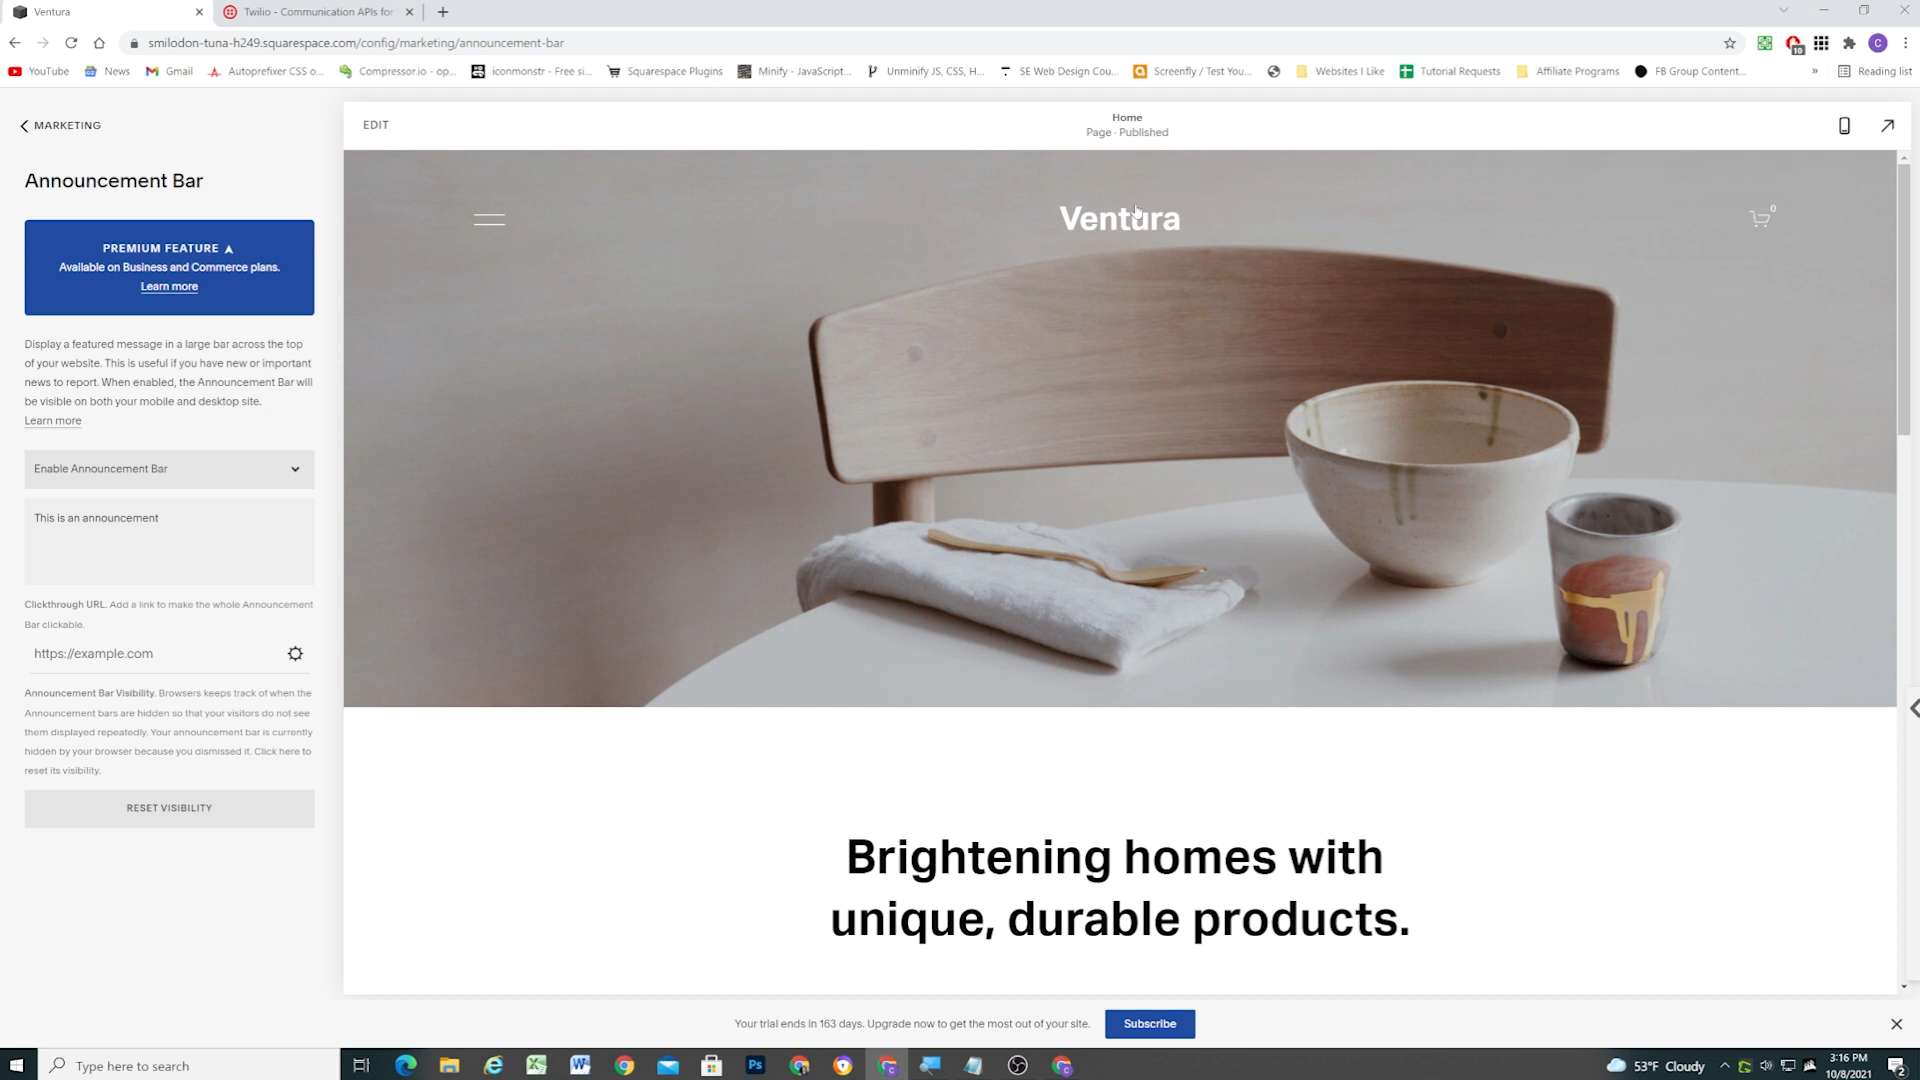 Ventura
Twilio - Communication APIs for
smilodon-tuna-h249.squarespace.com/config/marketing/announcement-bar
10
C
YouTube
News
Gmail
Autoprefixer CSS o...
Compressor.io - op...
iconmonstr - Free si...
Squarespace Plugins
Minify - JavaScript...
Unminify JS, CSS, H...
SE Web Design Cou...
Screenfly / Test You...
Websites I Like
Tutorial Requests
Affiliate Programs
FB Group Content...
»
Reading list
MARKETING
EDIT
Home
Page · Published
Announcement Bar
PREMIUM FEATURE
Available on Business and Commerce plans.
Learn more
Display a featured message in a large bar across the top
of your website. This is useful if you have new or important
news to report. When enabled, the Announcement Bar will
be visible on both your mobile and desktop site.
Learn more
Enable Announcement Bar
This is an announcement
Clickthrough URL. Add a link to make the whole Announcement
Bar clickable.
https://example.com
Announcement Bar Visibility. Browsers keeps track of when the
Announcement bars are hidden so that your visitors do not see
them displayed repeatedly. Your announcement bar is currently
hidden by your browser because you dismissed it. Click here to
reset its visibility.
RESET VISIBILITY
Ventura
0
Brightening homes with
unique, durable products.
Your trial ends in 163 days. Upgrade now to get the most out of your site.
Subscribe
Type here to search
Ps
53°F Cloudy
3:16 PM
10/8/2021
2